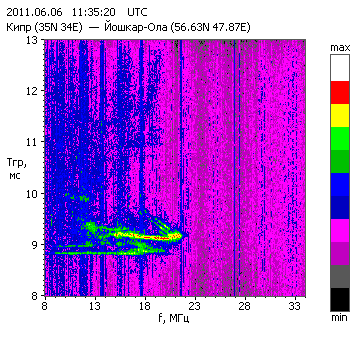 2011.06.06 11:35:20 UTC
Кипр (35N 34E) — Йошкар-Ола (56.63N 47.87E)
13
12
11
10
9
8
Tгр,
мс
8 13 18 23 28 33
f, МГц
max
min